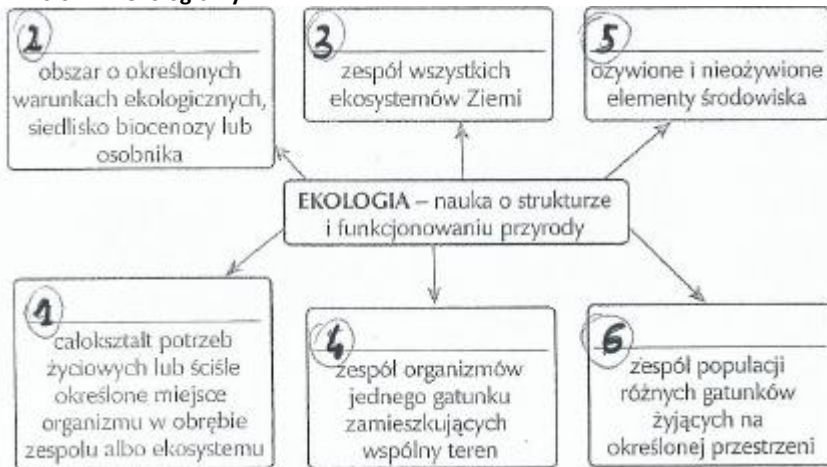 2
obszar o określonych
warunkach ekologicznych,
siedlisko biocenozy lub
osobnika
3
zespół wszystkich
ekosystemów Ziemi
5
ożywione i nieożywione
elementy środowiska
EKOLOGIA – nauka o strukturze
i funkcjonowaniu przyrody
1
całokształt potrzeb
życiowych lub ściśle
określone miejsce
organizmu w obrębie
zespołu albo ekosystemu
4
zespół organizmów
jednego gatunku
zamieszkujących
wspólny teren
6
zespół populacji
różnych gatunków
żyjących na
określonej przestrzeni